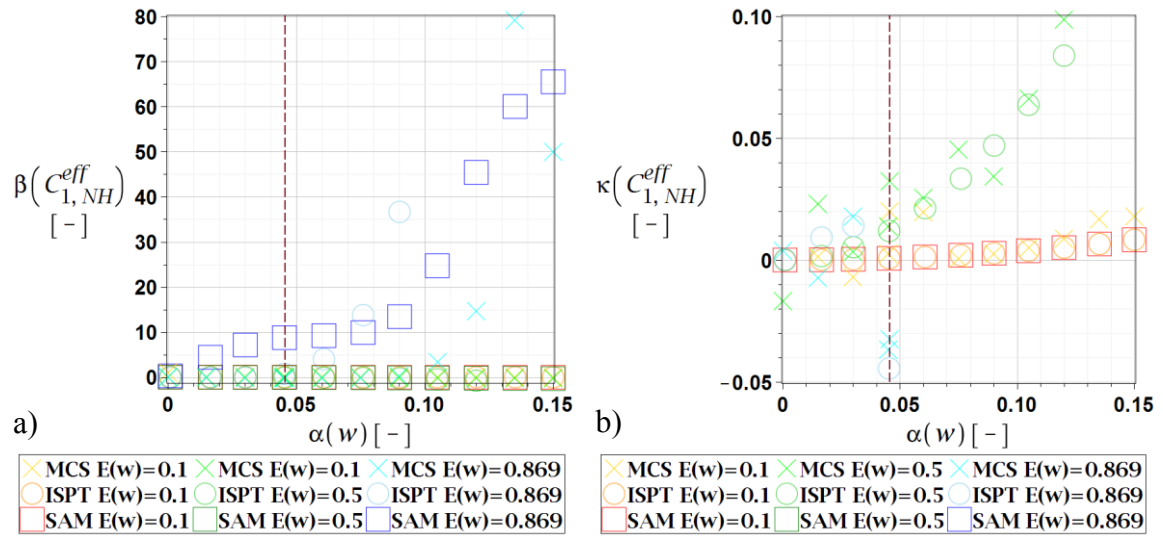 80
70
60
50
40
30
20
10
0
β(C^{eff}_{1, NH})
[-]
0 0.05 0.10 0.15
α(w) [-]
a)
MCS E(w)=0.1 MCS E(w)=0.1 MCS E(w)=0.869
ISPT E(w)=0.1 ISPT E(w)=0.5 ISPT E(w)=0.869
SAM E(w)=0.1 SAM E(w)=0.5 SAM E(w)=0.869
0.10
0.05
0
-0.05
κ(C^{eff}_{1, NH})
[-]
0 0.05 0.10 0.15
α(w) [-]
b)
MCS E(w)=0.1 MCS E(w)=0.5 MCS E(w)=0.869
ISPT E(w)=0.1 ISPT E(w)=0.5 ISPT E(w)=0.869
SAM E(w)=0.1 SAM E(w)=0.5 SAM E(w)=0.869